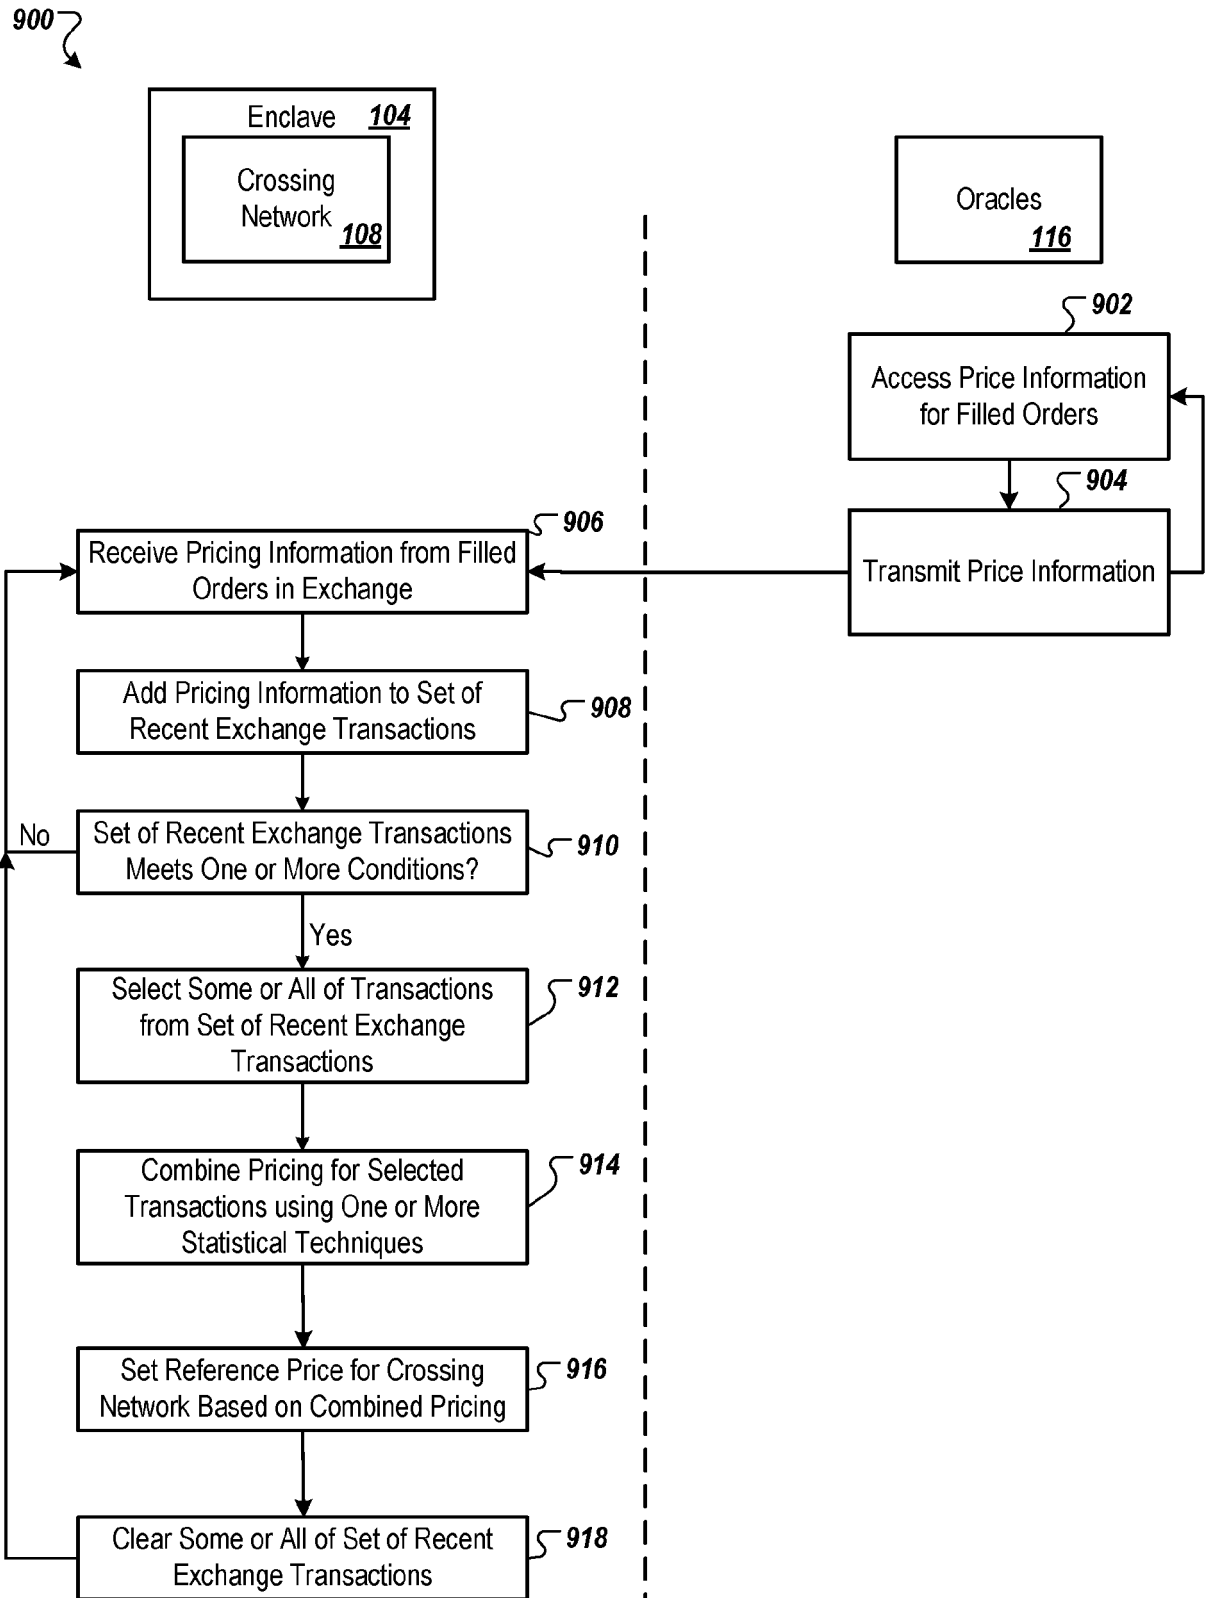 900
Enclave 104
Crossing
Network
108
Oracles
116
902
Access Price Information
for Filled Orders
904
Transmit Price Information
906
Receive Pricing Information from Filled
Orders in Exchange
Add Pricing Information to Set of
Recent Exchange Transactions
908
No
Set of Recent Exchange Transactions
Meets One or More Conditions?
910
Yes
Select Some or All of Transactions
from Set of Recent Exchange
Transactions
912
Combine Pricing for Selected
Transactions using One or More
Statistical Techniques
914
Set Reference Price for Crossing
Network Based on Combined Pricing
916
Clear Some or All of Set of Recent
Exchange Transactions
918